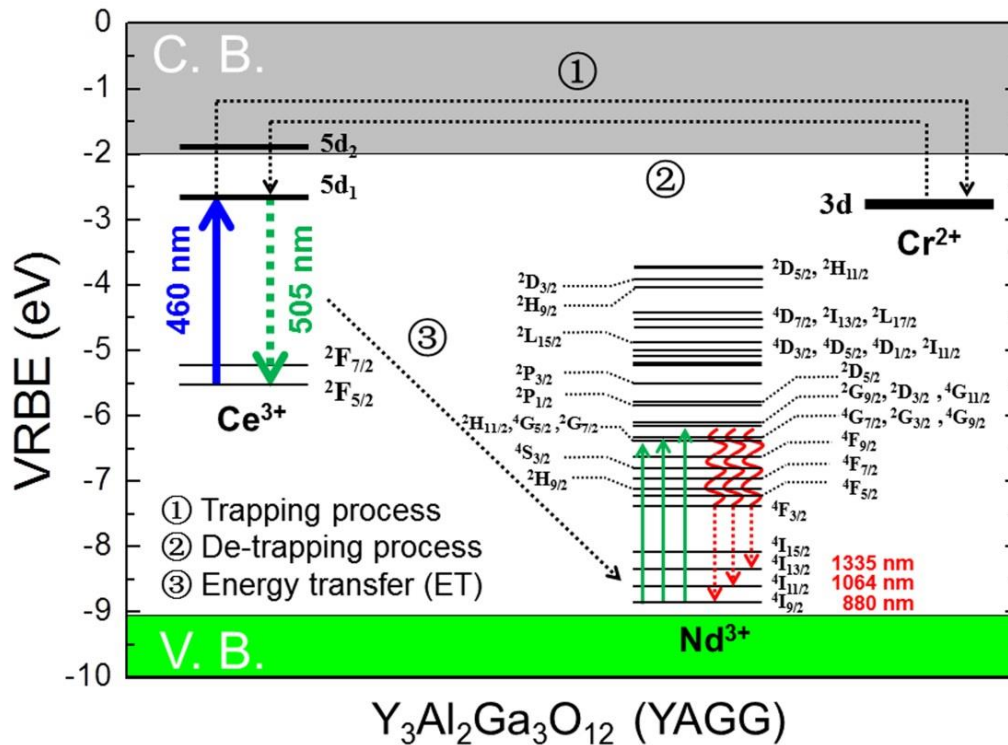 0
-1
-2
-3
-4
-5
-6
-7
-8
-9
-10
VRBE (eV)
C. B.
①
5d₂
5d₁
②
3d
Cr²⁺
460 nm
505 nm
③
²F₇/₂
²F₅/₂
Ce³⁺
²D₃/₂
²H₉/₂
²L₁₅/₂
²P₃/₂
²P₁/₂
²H₁₁/₂,⁴G₅/₂,²G₇/₂
⁴S₃/₂
²H₉/₂
²D₅/₂, ²H₁₁/₂
⁴D₇/₂, ²I₁₃/₂, ²L₁₇/₂
⁴D₃/₂, ⁴D₅/₂, ⁴D₁/₂, ²I₁₁/₂
²D₅/₂
²G₉/₂, ²D₃/₂ , ⁴G₁₁/₂
⁴G₇/₂, ²G₃/₂ , ⁴G₉/₂
⁴F₉/₂
⁴F₇/₂
⁴F₅/₂
⁴F₃/₂
⁴I₁₅/₂
⁴I₁₃/₂ 1335 nm
⁴I₁₁/₂ 1064 nm
⁴I₉/₂ 880 nm
① Trapping process
② De-trapping process
③ Energy transfer (ET)
V. B.
Nd³⁺
Y₃Al₂Ga₃O₁₂ (YAGG)